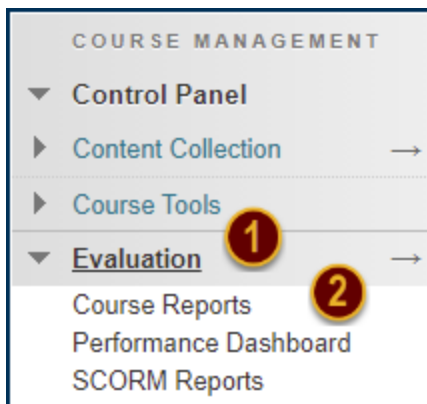 COURSE MANAGEMENT
Control Panel
Content Collection →
Course Tools
1
Evaluation →
2
Course Reports
Performance Dashboard
SCORM Reports